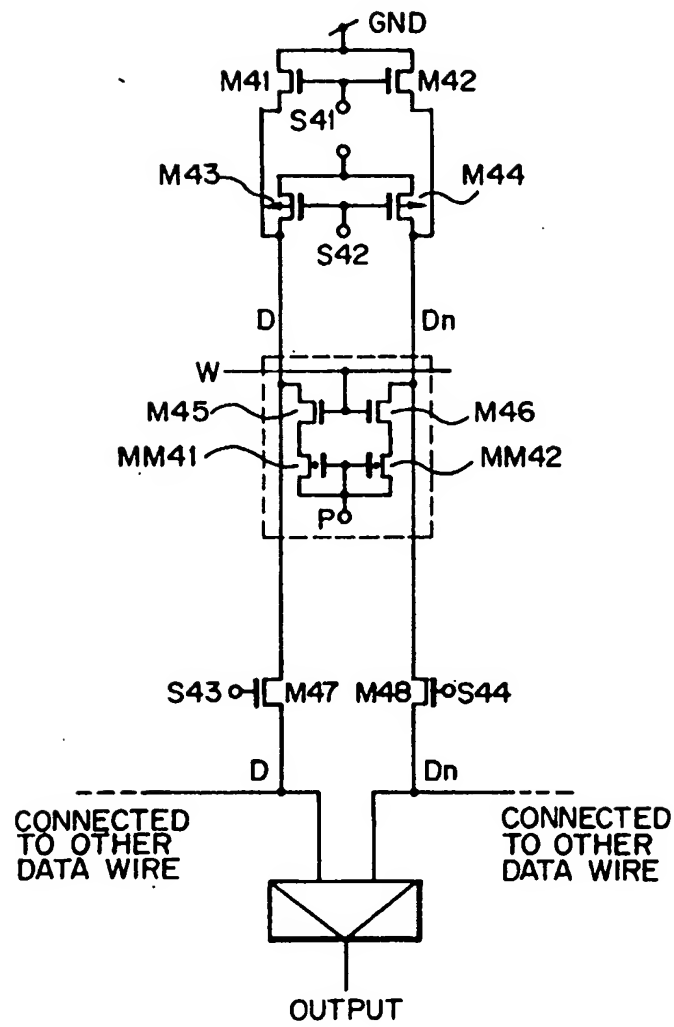 GND
M41
M42
S41
M43
M44
S42
D
Dn
W
M45
M46
MM41
MM42
P
S43
M47
M48
S44
D
Dn
CONNECTED
TO OTHER
DATA WIRE
CONNECTED
TO OTHER
DATA WIRE
OUTPUT